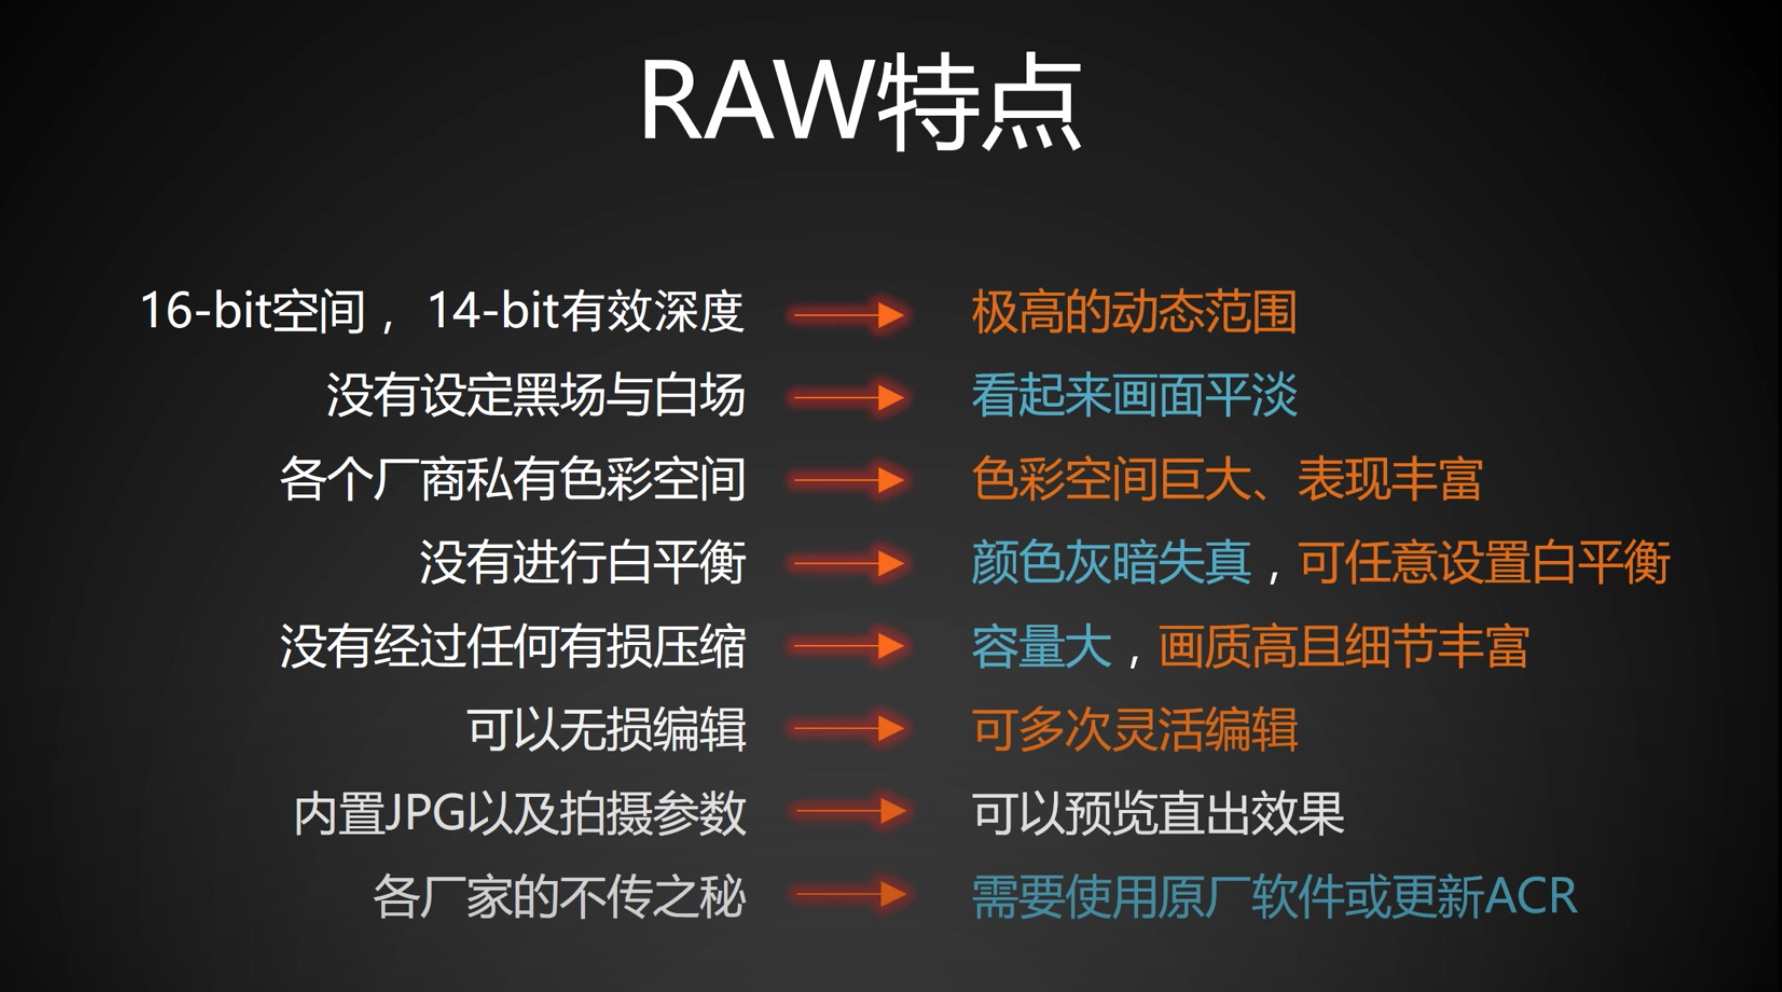 RAW特点
16-bit空间，14-bit有效深度 极高的动态范围
没有设定黑场与白场 看起来画面平淡
各个厂商私有色彩空间 色彩空间巨大、表现丰富
没有进行白平衡 颜色灰暗失真，可任意设置白平衡
没有经过任何有损压缩 容量大，画质高且细节丰富
可以无损编辑 可多次灵活编辑
内置JPG以及拍摄参数 可以预览直出效果
各厂家的不传之秘 需要使用原厂软件或更新ACR